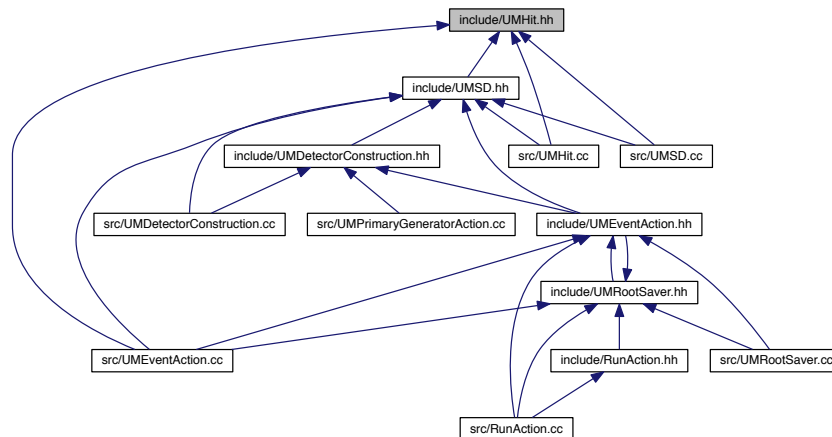 include/UMHit.hh
include/UMSD.hh
include/UMDetectorConstruction.hh
src/UMHit.cc
src/UMSD.cc
src/UMDetectorConstruction.cc
src/UMPrimaryGeneratorAction.cc
include/UMEventAction.hh
include/UMRootSaver.hh
src/UMEventAction.cc
include/RunAction.hh
src/UMRootSaver.cc
src/RunAction.cc